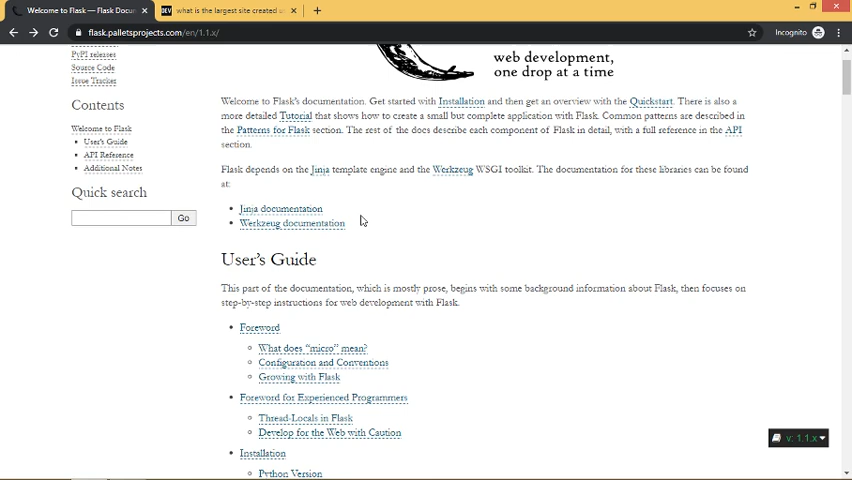 Welcome to Flask — Flask Docum
what is the largest site created u
flask.palletsprojects.com/en/1.1.x/
Incognito
PyPI releases
Source Code
Issue Tracker
Contents
Welcome to Flask
User's Guide
API Reference
Additional Notes
Quick search
Go
web development,
one drop at a time
Welcome to Flask's documentation. Get started with Installation and then get an overview with the Quickstart. There is also a
more detailed Tutorial that shows how to create a small but complete application with Flask. Common patterns are described in
the Patterns for Flask section. The rest of the docs describe each component of Flask in detail, with a full reference in the API
section.
Flask depends on the Jinja template engine and the Werkzeug WSGI toolkit. The documentation for these libraries can be found
at:
Jinja documentation
Werkzeug documentation
User's Guide
This part of the documentation, which is mostly prose, begins with some background information about Flask, then focuses on
step-by-step instructions for web development with Flask.
Foreword
What does "micro" mean?
Configuration and Conventions
Growing with Flask
Foreword for Experienced Programmers
Thread-Locals in Flask
Develop for the Web with Caution
Installation
Python Version
v: 1.1.x